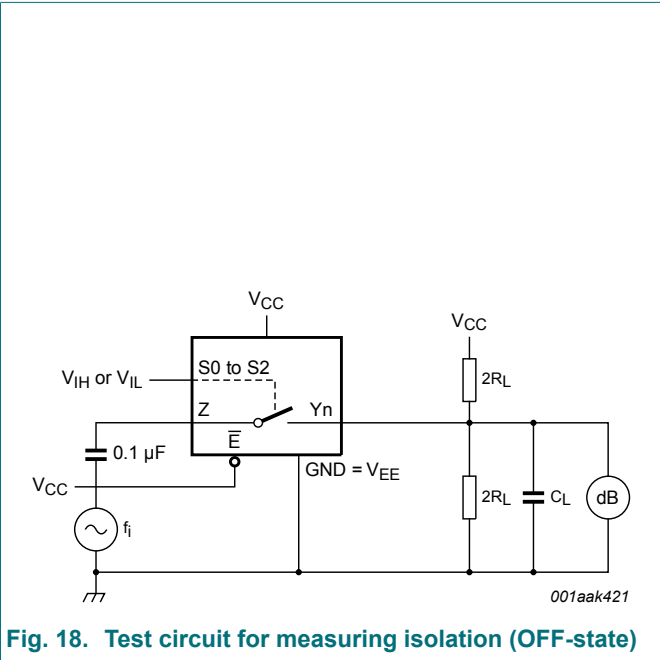 VCC
VCC
S0 to S2
2RL
VIH or VIL
Z
Yn
E̅
0.1 μF
GND = VEE
VCC
2RL
CL
dB
~
fi
001aak421
Fig. 18. Test circuit for measuring isolation (OFF-state)